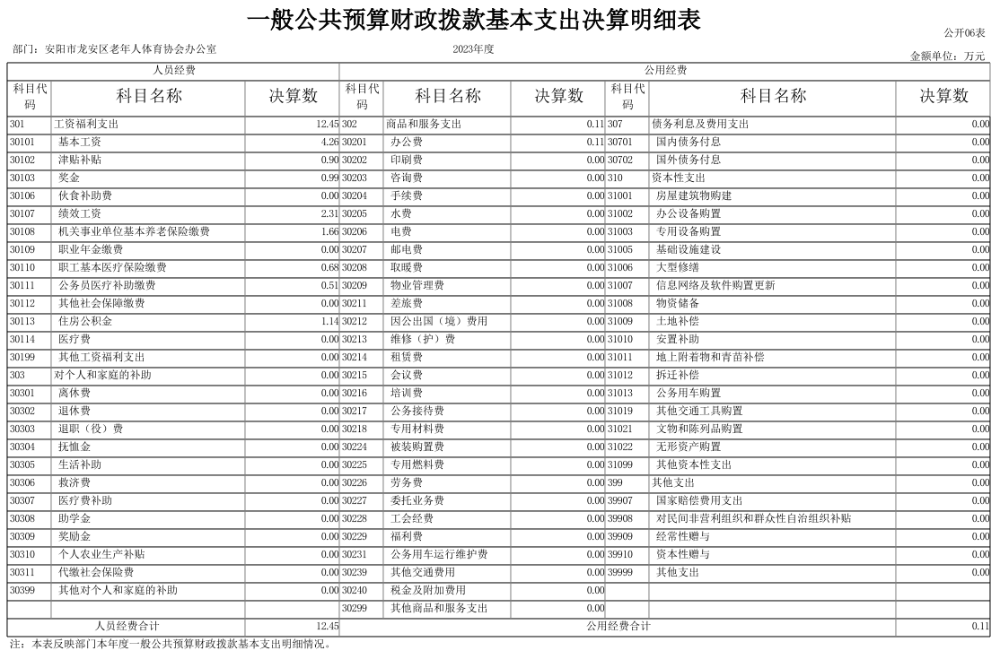 一般公共预算财政拨款基本支出决算明细表
公开06表
部门：安阳市龙安区老年人体育协会办公室 2023年度 金额单位：万元
人员经费 公用经费
科目代码 科目名称 决算数 科目代码 科目名称 决算数 科目代码 科目名称 决算数
301 工资福利支出 12.45 302 商品和服务支出 0.11 307 债务利息及费用支出 0.00
30101 基本工资 4.26 30201 办公费 0.11 30701 国内债务付息 0.00
30102 津贴补贴 0.90 30202 印刷费 0.00 30702 国外债务付息 0.00
30103 奖金 0.99 30203 咨询费 0.00 310 资本性支出 0.00
30106 伙食补助费 0.00 30204 手续费 0.00 31001 房屋建筑物购建 0.00
30107 绩效工资 2.31 30205 水费 0.00 31002 办公设备购置 0.00
30108 机关事业单位基本养老保险缴费 1.66 30206 电费 0.00 31003 专用设备购置 0.00
30109 职业年金缴费 0.00 30207 邮电费 0.00 31005 基础设施建设 0.00
30110 职工基本医疗保险缴费 0.68 30208 取暖费 0.00 31006 大型修缮 0.00
30111 公务员医疗补助缴费 0.51 30209 物业管理费 0.00 31007 信息网络及软件购置更新 0.00
30112 其他社会保障缴费 0.00 30211 差旅费 0.00 31008 物资储备 0.00
30113 住房公积金 1.14 30212 因公出国（境）费用 0.00 31009 土地补偿 0.00
30114 医疗费 0.00 30213 维修（护）费 0.00 31010 安置补助 0.00
30199 其他工资福利支出 0.00 30214 租赁费 0.00 31011 地上附着物和青苗补偿 0.00
303 对个人和家庭的补助 0.00 30215 会议费 0.00 31012 拆迁补偿 0.00
30301 离休费 0.00 30216 培训费 0.00 31013 公务用车购置 0.00
30302 退休费 0.00 30217 公务接待费 0.00 31019 其他交通工具购置 0.00
30303 退职（役）费 0.00 30218 专用材料费 0.00 31021 文物和陈列品购置 0.00
30304 抚恤金 0.00 30224 被装购置费 0.00 31022 无形资产购置 0.00
30305 生活补助 0.00 30225 专用燃料费 0.00 31099 其他资本性支出 0.00
30306 救济费 0.00 30226 劳务费 0.00 399 其他支出 0.00
30307 医疗费补助 0.00 30227 委托业务费 0.00 39907 国家赔偿费用支出 0.00
30308 助学金 0.00 30228 工会经费 0.00 39908 对民间非营利组织和群众性自治组织补贴 0.00
30309 奖励金 0.00 30229 福利费 0.00 39909 经常性赠与 0.00
30310 个人农业生产补贴 0.00 30231 公务用车运行维护费 0.00 39910 资本性赠与 0.00
30311 代缴社会保险费 0.00 30239 其他交通费用 0.00 39999 其他支出 0.00
30399 其他对个人和家庭的补助 0.00 30240 税金及附加费用 0.00
30299 其他商品和服务支出 0.00
人员经费合计 12.45 公用经费合计 0.11
注：本表反映部门本年度一般公共预算财政拨款基本支出明细情况。